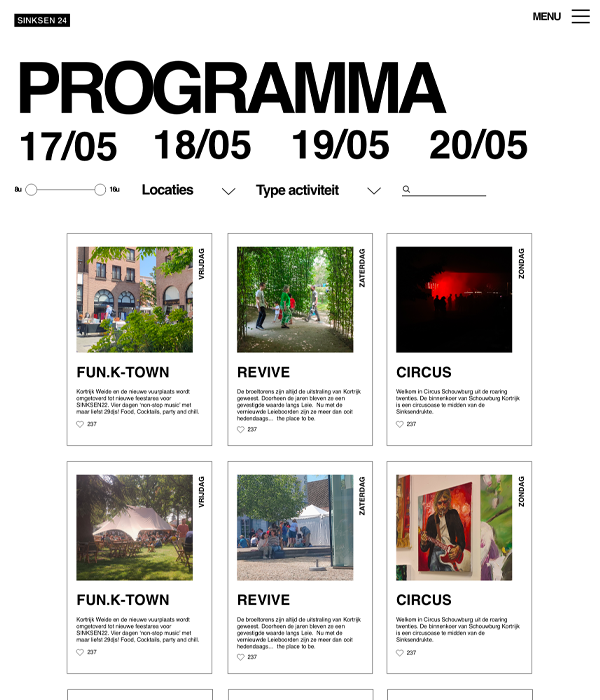 SINKSEN 24
MENU
PROGRAMMA
17/05 18/05 19/05 20/05
8u 16u Locaties Type activiteit
VRIJDAG
FUN.K-TOWN
Kortrijk Weide en de nieuwe vuurplaats wordt
omgetoverd tot nieuwe feestarea voor
SINKSEN22. Vier dagen 'non-stop music' met
maar liefst 29djs! Food, Cocktails, party and chill.
237
ZATERDAG
REVIVE
De broeltorens zijn altijd de uitstraling van Kortrijk
geweest. Doorheen de jaren bleven ze een
gevestigde waarde langs Leie. Nu met de
vernieuwde Leieboorden zijn ze meer dan ooit
hedendaags... the place to be.
237
ZONDAG
CIRCUS
Welkom in Circus Schouwburg uit de roaring
twenties. De binnenkoer van Schouwburg Kortrijk
is een circusoase te midden van de
Sinksendrukte.
237
VRIJDAG
FUN.K-TOWN
Kortrijk Weide en de nieuwe vuurplaats wordt
omgetoverd tot nieuwe feestarea voor
SINKSEN22. Vier dagen 'non-stop music' met
maar liefst 29djs! Food, Cocktails, party and chill.
237
ZATERDAG
REVIVE
De broeltorens zijn altijd de uitstraling van Kortrijk
geweest. Doorheen de jaren bleven ze een
gevestigde waarde langs Leie. Nu met de
vernieuwde Leieboorden zijn ze meer dan ooit
hedendaags... the place to be.
237
ZONDAG
CIRCUS
Welkom in Circus Schouwburg uit de roaring
twenties. De binnenkoer van Schouwburg Kortrijk
is een circusoase te midden van de
Sinksendrukte.
237